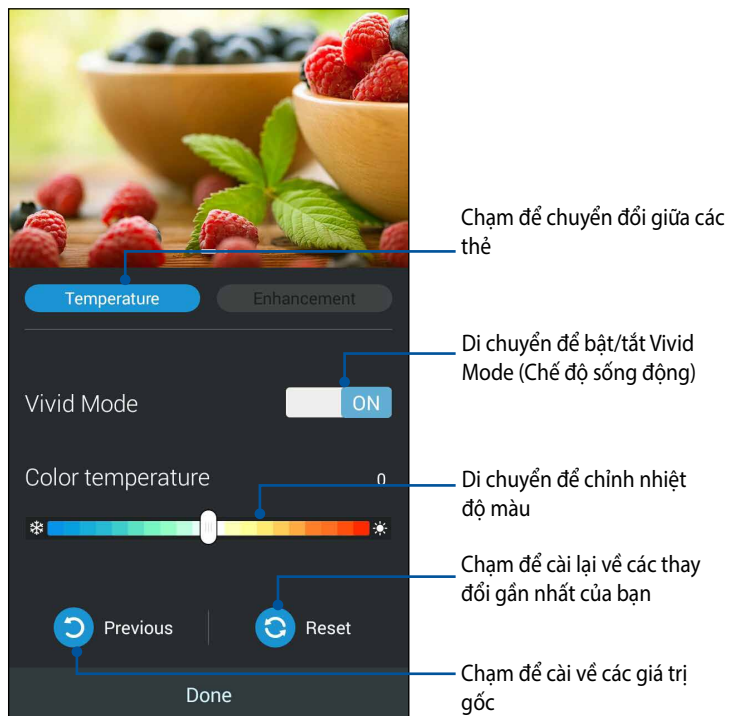 Chạm để chuyển đổi giữa các
thẻ
Temperature
Enhancement
Di chuyển để bật/tắt Vivid
Mode (Chế độ sống động)
Vivid Mode
ON
Color temperature
0
Di chuyển để chỉnh nhiệt
độ màu
Chạm để cài lại về các thay
đổi gần nhất của bạn
Previous
Reset
Chạm để cài về các giá trị
gốc
Done